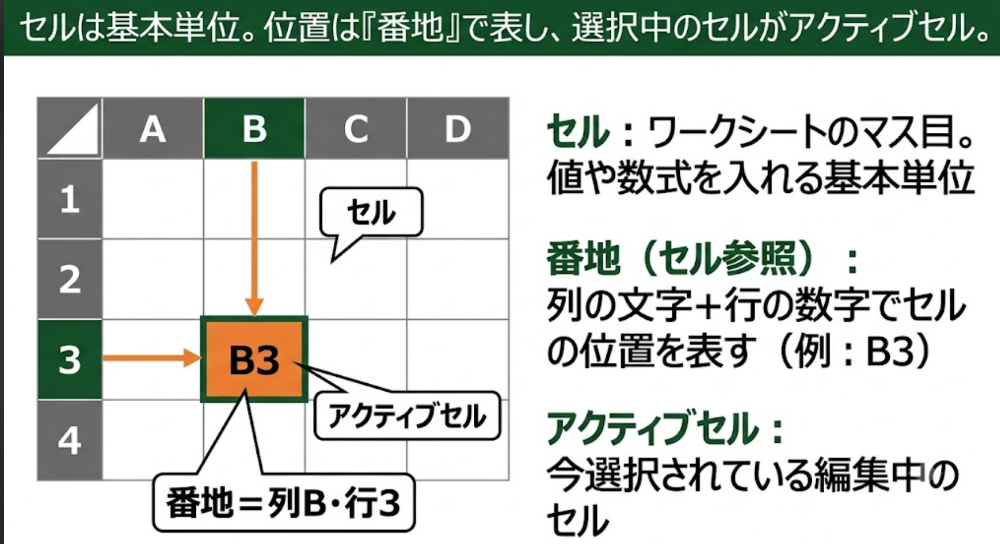 セルは基本単位。位置は『番地』で表し、選択中のセルがアクティブセル。
A B C D
1
2
3
4
セル
B3
アクティブセル
番地＝列B・行3
セル：ワークシートのマス目。
値や数式を入れる基本単位
番地（セル参照）：
列の文字＋行の数字でセル
の位置を表す（例：B3）
アクティブセル：
今選択されている編集中の
セル